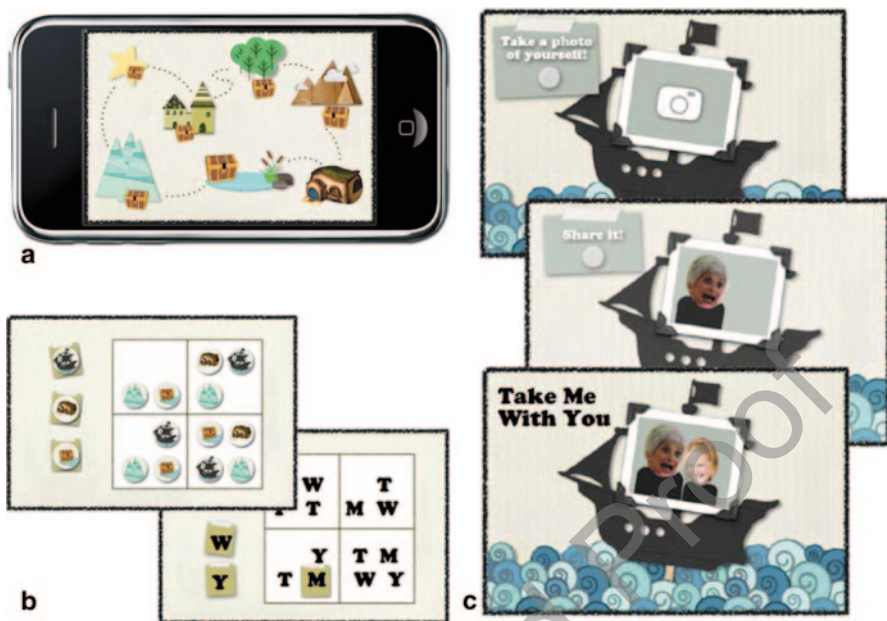 Take a photo
of yourself!
Share it!
a
W
T
T
M W
W
Y
Y
T M
T M
W Y
b
Take Me
With You
c
Proof